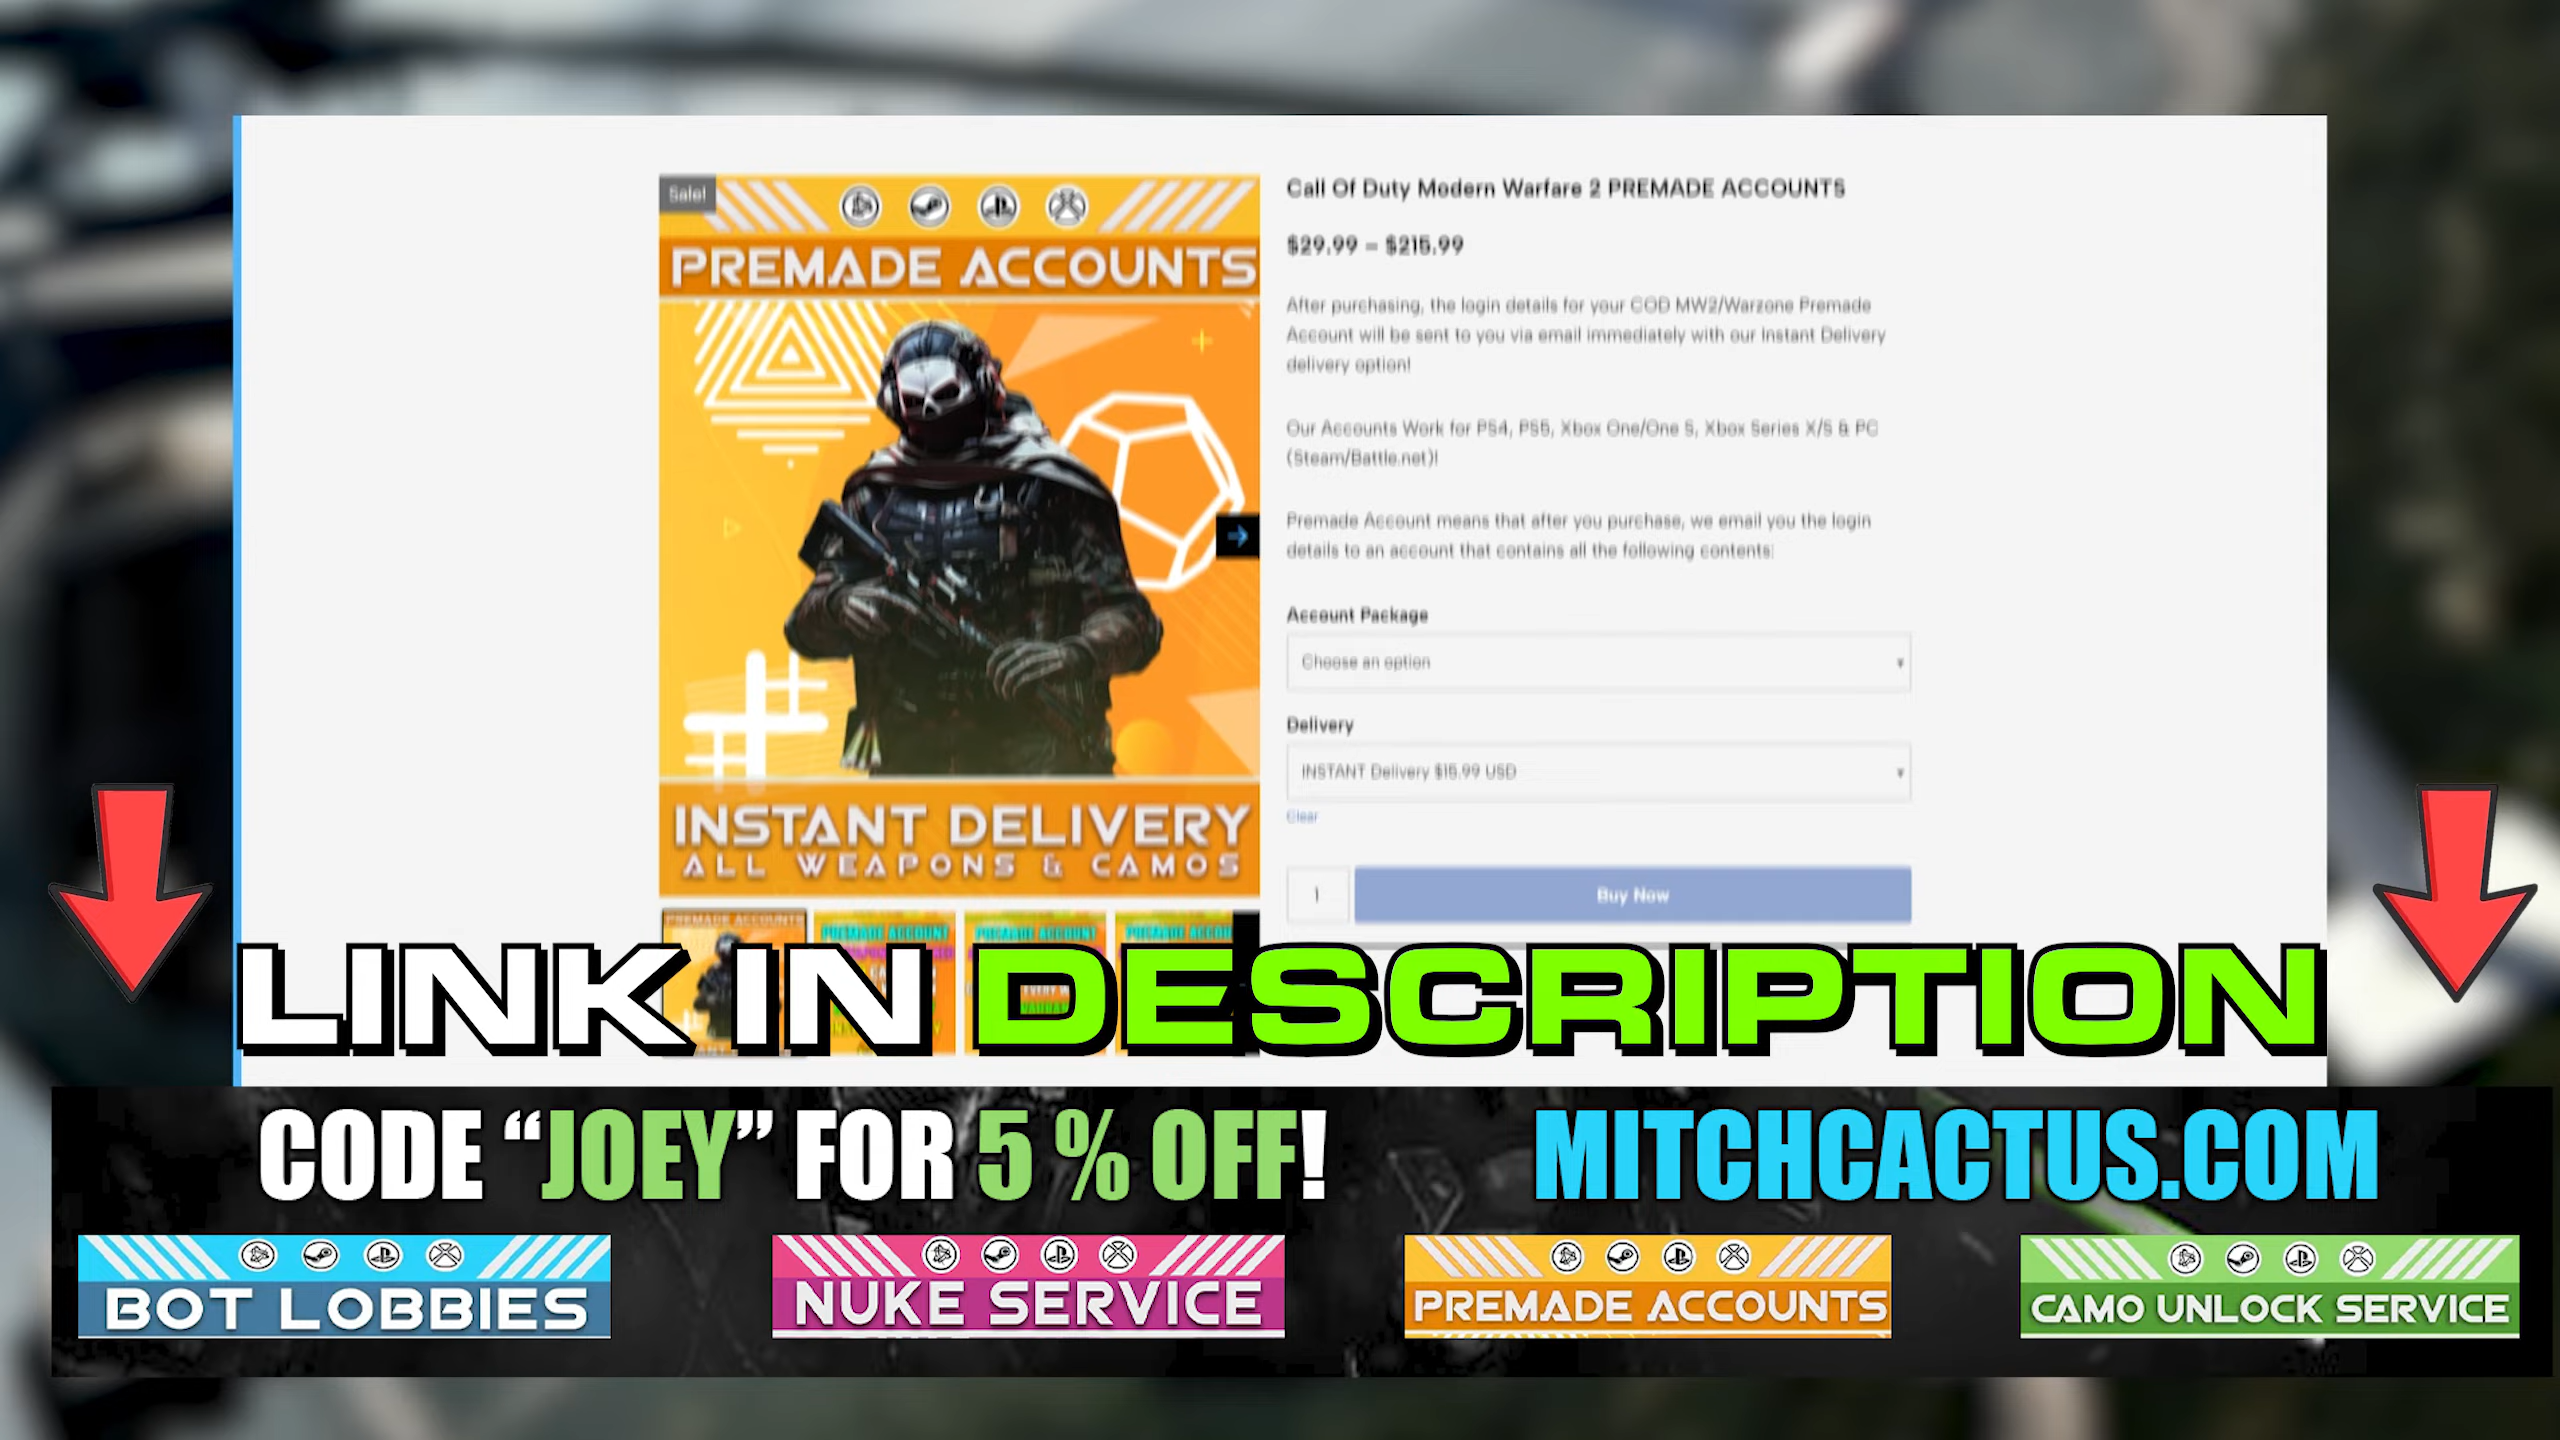 Sale!
PREMADE ACCOUNTS
INSTANT DELIVERY
ALL WEAPONS & CAMOS
Call Of Duty Modern Warfare 2 PREMADE ACCOUNTS
$29.99 – $215.99
After purchasing, the login details for your COD MW2/Warzone Premade
Account will be sent to you via email immediately with our Instant Delivery
delivery option!
Our Accounts Work for PS4, PS5, Xbox One/One S, Xbox Series X/S & PC
(Steam/Battle.net)!
Premade Account means that after you purchase, we email you the login
details to an account that contains all the following contents:
Account Package
Choose an option
Delivery
INSTANT Delivery $15.99 USD
Clear
1
Buy Now
PREMADE ACCOUNTS
PREMADE ACCOUNT
PREMADE ACCOUNT
LINK IN DESCRIPTION
CODE “JOEY” FOR 5 % OFF!
MITCHCACTUS.COM
BOT LOBBIES
NUKE SERVICE
PREMADE ACCOUNTS
CAMO UNLOCK SERVICE